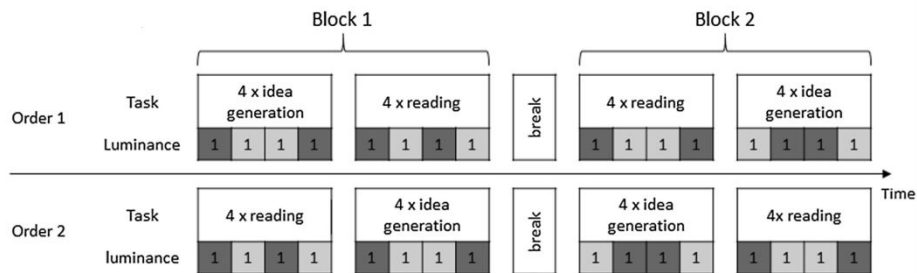 Block 1 Block 2
Order 1
Task
4 x idea
generation
4 x reading
break
4 x reading
4 x idea
generation
Luminance
1 1 1 1
1 1 1 1
1 1 1 1
1 1 1 1
Time
Order 2
Task
4 x reading
4 x idea
generation
break
4 x idea
generation
4x reading
luminance
1 1 1 1
1 1 1 1
1 1 1 1
1 1 1 1